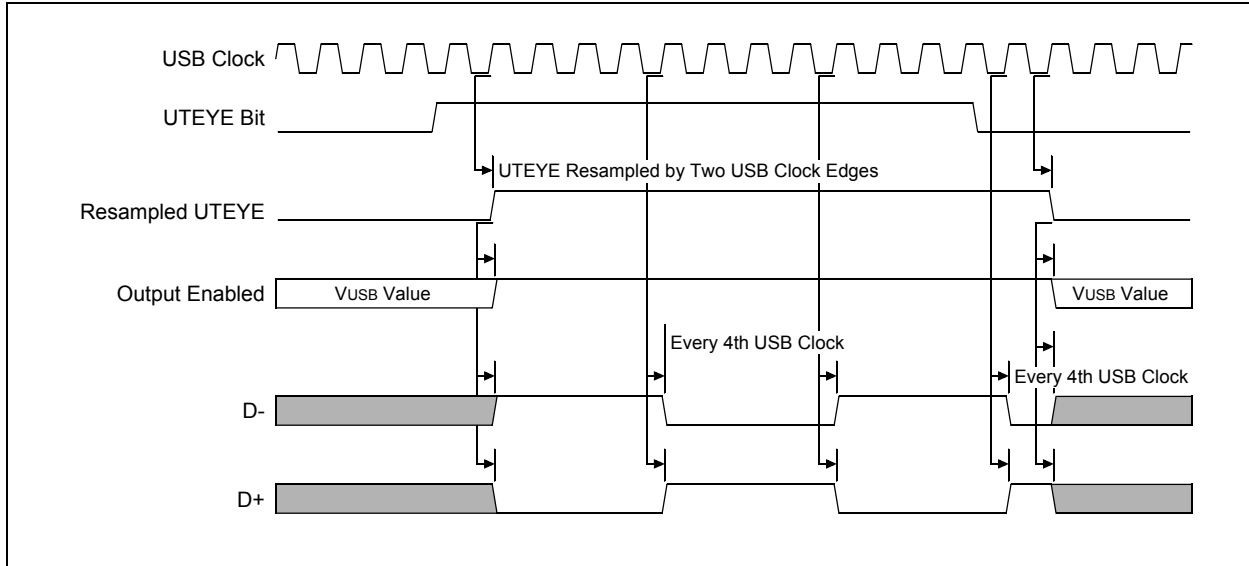 USB Clock
UTEYE Bit
UTEYE Resampled by Two USB Clock Edges
Resampled UTEYE
Output Enabled
VUSB Value
VUSB Value
Every 4th USB Clock
Every 4th USB Clock
D-
D+